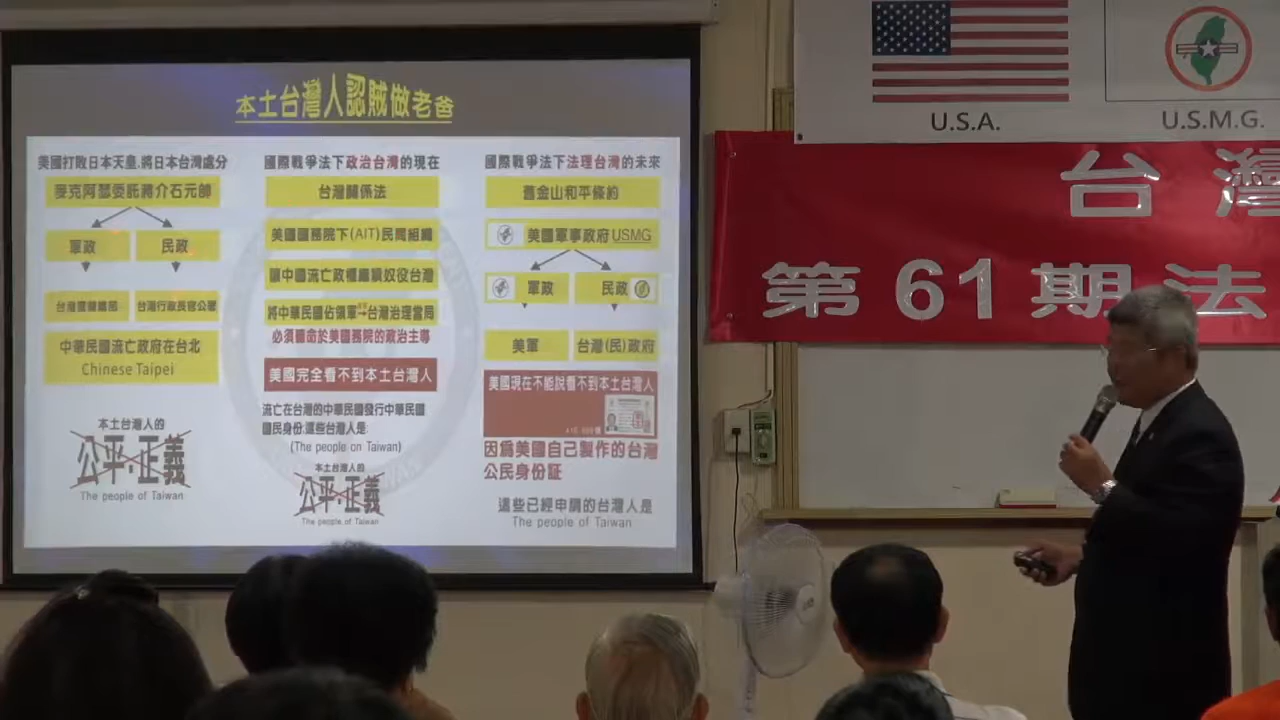 本土台灣人認賊做老爸
美國打敗日本天皇,將日本台灣處分
麥克阿瑟委託蔣介石元帥
軍政
民政
台灣行政長官公署
中華民國流亡政府在台北
Chinese Taipei
本土台灣人的
公平·正義
The people of Taiwan
國際戰爭法下政治台灣的現在
台灣關係法
美國國務院下(AIT)民間組織
讓中國流亡政權繼續奴役台灣
將中華民國佔領軍→台灣治理當局
必須聽命於美國務院的政治主導
美國完全看不到本土台灣人
流亡在台灣的中華民國發行中華民國
國民身份:這些台灣人是:
(The people on Taiwan)
本土台灣人的
公平·正義
The people of Taiwan
國際戰爭法下法理台灣的未來
舊金山和平條約
美國軍事政府USMG
軍政
民政
美軍
台灣(民)政府
美國現在不能說看不到本土台灣人
因為美國自己製作的台灣
公民身份証
這些已經申請的台灣人是
The people of Taiwan
U.S.A.
U.S.M.G.
台灣
第61期法